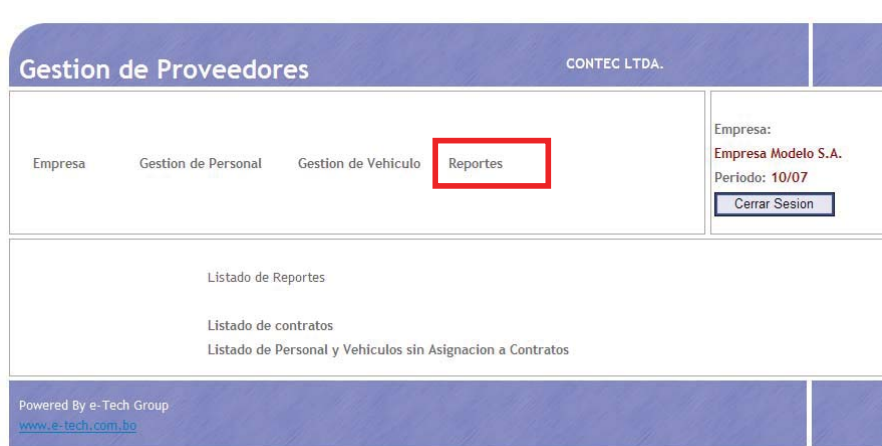 Gestion de Proveedores
CONTEC LTDA.
Empresa
Gestion de Personal
Gestion de Vehiculo
Reportes
Empresa:
Empresa Modelo S.A.
Periodo: 10/07
Cerrar Sesion
Listado de Reportes
Listado de contratos
Listado de Personal y Vehiculos sin Asignacion a Contratos
Powered By e-Tech Group
www.e-tech.com.bo